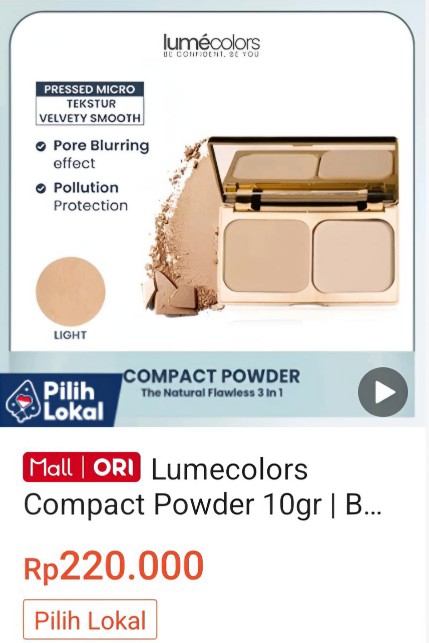 lumécolors
BE CONFIDENT, BE YOU
PRESSED MICRO
TEKSTUR
VELVETY SMOOTH
Pore Blurring
effect
Pollution
Protection
LIGHT
COMPACT POWDER
The Natural Flawless 3 In 1
Pilih
Lokal
Mall | ORI Lumecolors
Compact Powder 10gr | B...
Rp220.000
Pilih Lokal